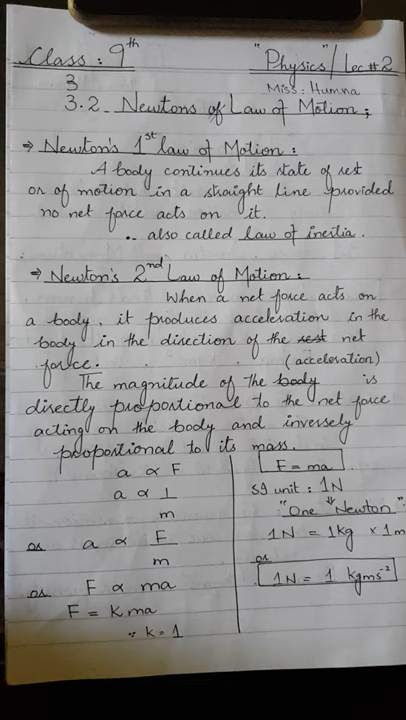 Class : 9th "Physics" / Lec # 2
3 Miss : Humna
3.2 - Newtons of Law of Motion ;
⇒ Newton's 1st law of Motion :
A body continues its state of rest
or of motion in a straight line provided
no net force acts on it.
∴ also called law of inertia .
⇒ Newton's 2nd Law of Motion :
When a net force acts on
a body, it produces acceleration in the
body in the direction of the rest net
force. (acceleration)
The magnitude of the body is
directly proportional to the net force
acting on the body and inversely
proportional to its mass.
a ∝ F
a ∝ 1/m
or a ∝ F/m
or F ∝ ma
F = Kma
∵ k = 1
F = ma
SI unit : 1N
⇓
"One Newton"
1N = 1kg × 1m
or
1N = 1 kgms⁻²